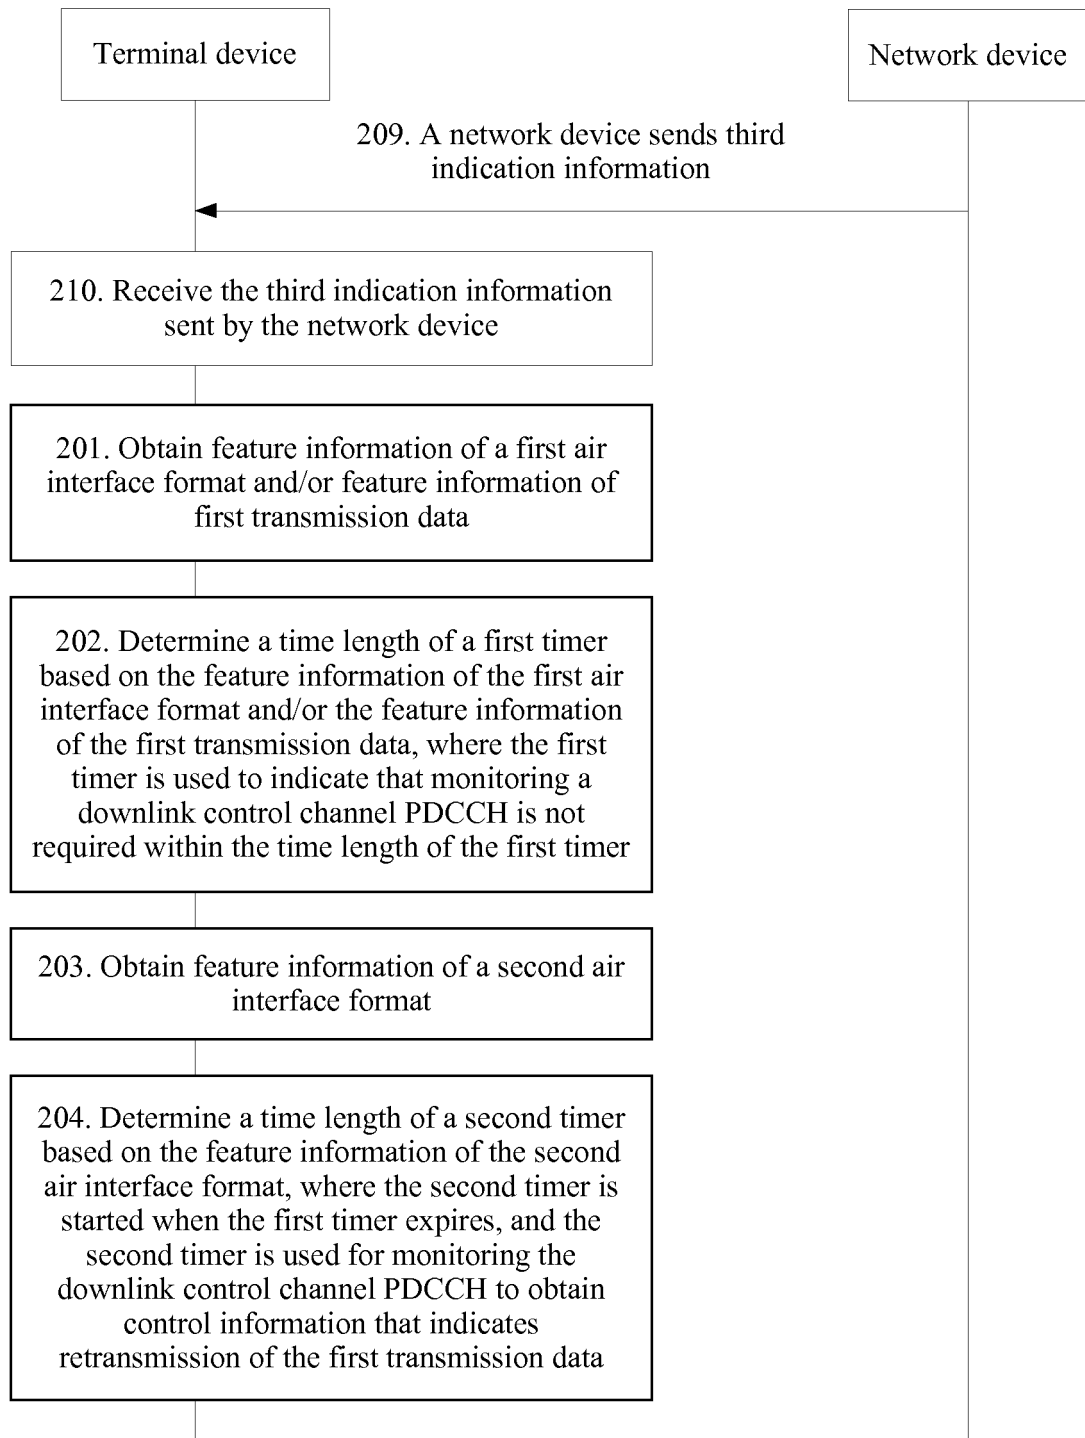 Terminal device
Network device
209. A network device sends third
indication information
210. Receive the third indication information
sent by the network device
201. Obtain feature information of a first air
interface format and/or feature information of
first transmission data
202. Determine a time length of a first timer
based on the feature information of the first air
interface format and/or the feature information
of the first transmission data, where the first
timer is used to indicate that monitoring a
downlink control channel PDCCH is not
required within the time length of the first timer
203. Obtain feature information of a second air
interface format
204. Determine a time length of a second timer
based on the feature information of the second
air interface format, where the second timer is
started when the first timer expires, and the
second timer is used for monitoring the
downlink control channel PDCCH to obtain
control information that indicates
retransmission of the first transmission data